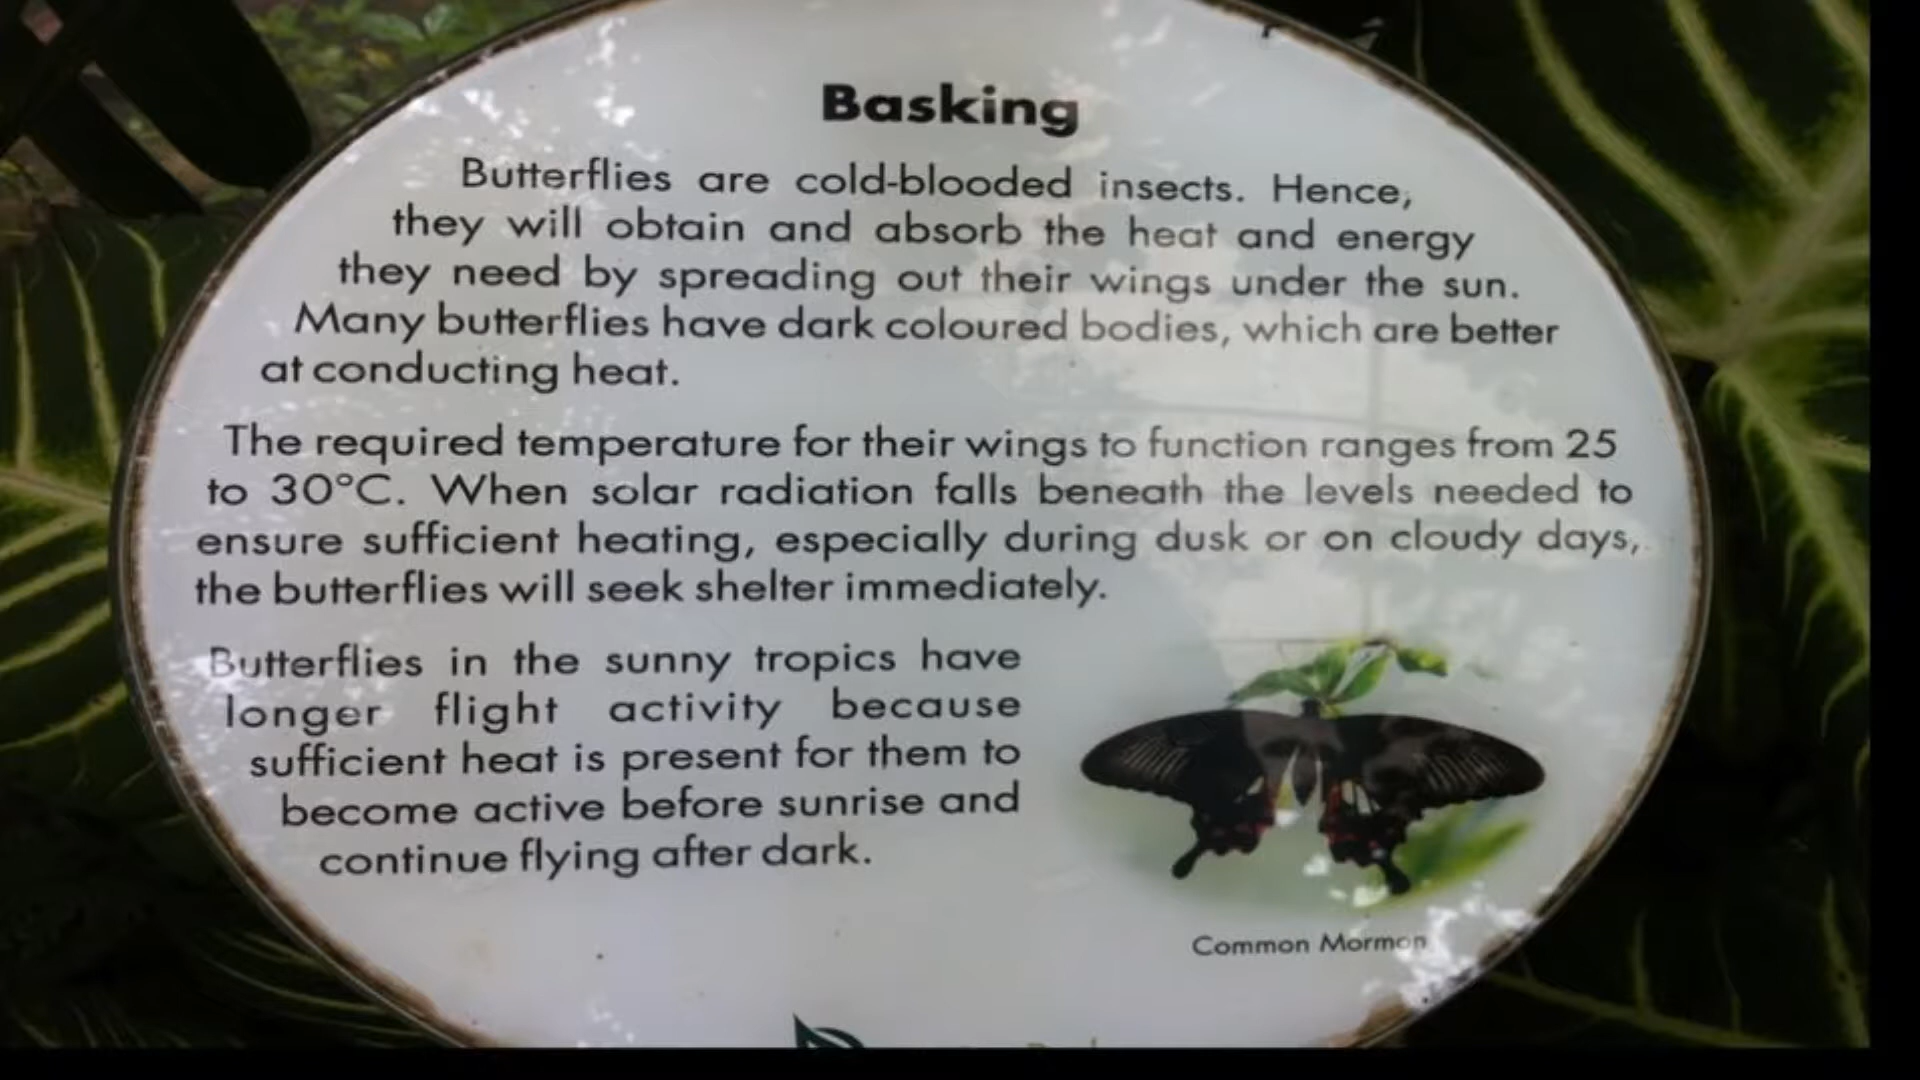 Basking
Butterflies are cold-blooded insects. Hence,
they will obtain and absorb the heat and energy
they need by spreading out their wings under the sun.
Many butterflies have dark coloured bodies, which are better
at conducting heat.
The required temperature for their wings to function ranges from 25
to 30°C. When solar radiation falls beneath the levels needed to
ensure sufficient heating, especially during dusk or on cloudy days,
the butterflies will seek shelter immediately.
Butterflies in the sunny tropics have
longer flight activity because
sufficient heat is present for them to
become active before sunrise and
continue flying after dark.
Common Mormon